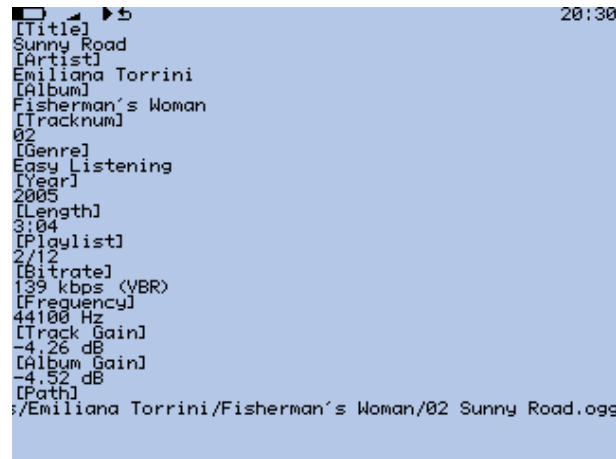 20:30
[Title]
Sunny Road
[Artist]
Emiliana Torrini
[Album]
Fisherman´s Woman
[Tracknum]
02
[Genre]
Easy Listening
[Year]
2005
[Length]
3:04
[Playlist]
2/12
[Bitrate]
139 kbps (VBR)
[Frequency]
44100 Hz
[Track Gain]
-4.26 dB
[Album Gain]
-4.52 dB
[Path]
s/Emiliana Torrini/Fisherman´s Woman/02 Sunny Road.ogg